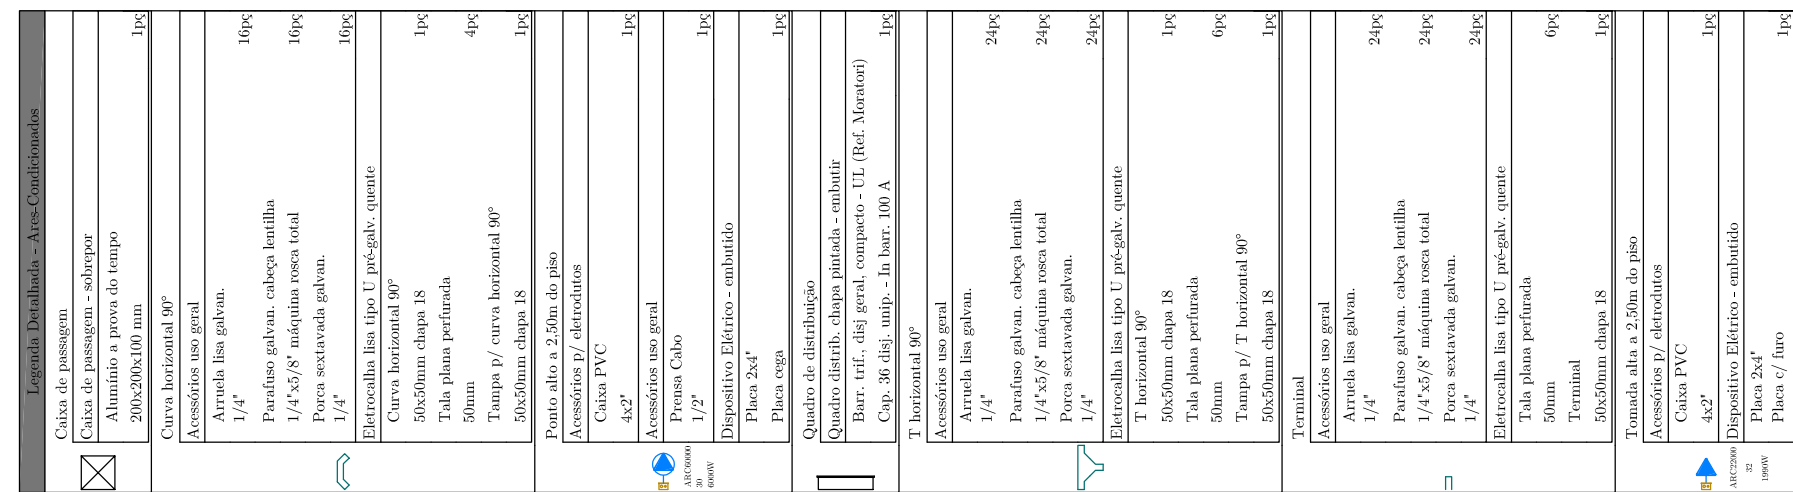 Legenda Detalhada - Ares-Condicionados
Caixa de passagem
Caixa de passagem - sobrepor
Alumínio a prova do tempo
200x200x100 mm 1pç
Curva horizontal 90°
Acessórios uso geral
Arruela lisa galvan.
1/4" 16pç
Parafuso galvan. cabeça lentilha
1/4"x5/8" máquina rosca total 16pç
Porca sextavada galvan.
1/4" 16pç
Eletrocalha lisa tipo U pré-galv. quente
Curva horizontal 90°
50x50mm chapa 18 1pç
Tala plana perfurada
50mm 4pç
Tampa p/ curva horizontal 90°
50x50mm chapa 18 1pç
ARC60000
30
6000W
Ponto alto a 2,50m do piso
Acessórios p/ eletrodutos
Caixa PVC
4x2" 1pç
Acessórios uso geral
Prensa Cabo
1/2" 1pç
Dispositivo Elétrico - embutido
Placa 2x4"
Placa cega 1pç
Quadro de distribuição
Quadro distrib. chapa pintada - embutir
Barr. trif., disj geral, compacto - UL (Ref. Moratori)
Cap. 36 disj. unip. - In barr. 100 A 1pç
T horizontal 90°
Acessórios uso geral
Arruela lisa galvan.
1/4" 24pç
Parafuso galvan. cabeça lentilha
1/4"x5/8" máquina rosca total 24pç
Porca sextavada galvan.
1/4" 24pç
Eletrocalha lisa tipo U pré-galv. quente
T horizontal 90°
50x50mm chapa 18 1pç
Tala plana perfurada
50mm 6pç
Tampa p/ T horizontal 90°
50x50mm chapa 18 1pç
Terminal
Acessórios uso geral
Arruela lisa galvan.
1/4" 24pç
Parafuso galvan. cabeça lentilha
1/4"x5/8" máquina rosca total 24pç
Porca sextavada galvan.
1/4" 24pç
Eletrocalha lisa tipo U pré-galv. quente
Tala plana perfurada
50mm 6pç
Terminal
50x50mm chapa 18 1pç
ARC22000
32
1990W
Tomada alta a 2,50m do piso
Acessórios p/ eletrodutos
Caixa PVC
4x2" 1pç
Dispositivo Elétrico - embutido
Placa 2x4"
Placa c/ furo 1pç